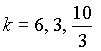 k = 6, 3, 10/3